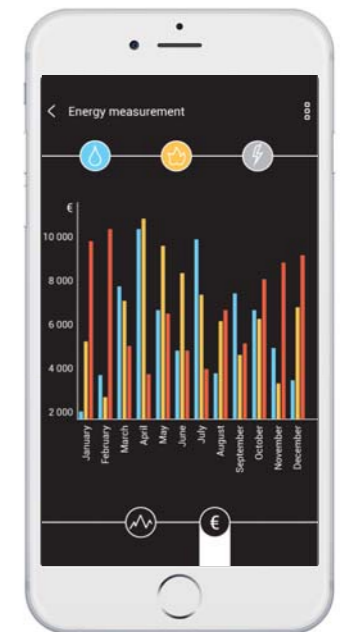 Energy measurement
€
10 000
8 000
6 000
4 000
2 000
January
February
March
April
May
June
July
August
September
October
November
December
€